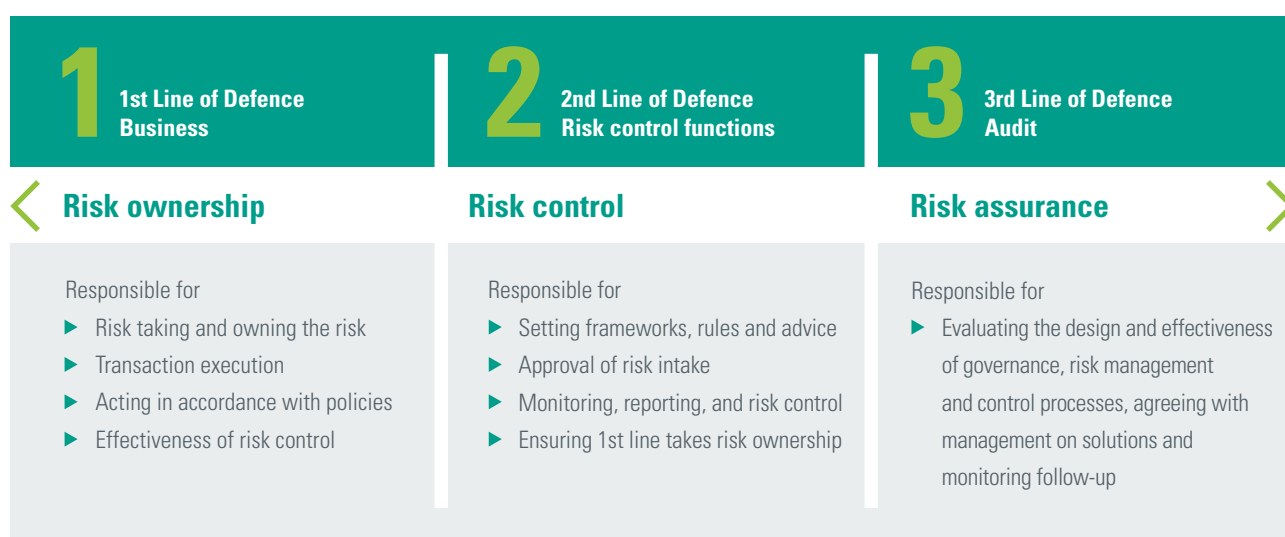 1
1st Line of Defence
Business
Risk ownership
Responsible for
Risk taking and owning the risk
Transaction execution
Acting in accordance with policies
Effectiveness of risk control
2
2nd Line of Defence
Risk control functions
Risk control
Responsible for
Setting frameworks, rules and advice
Approval of risk intake
Monitoring, reporting, and risk control
Ensuring 1st line takes risk ownership
3
3rd Line of Defence
Audit
Risk assurance
Responsible for
Evaluating the design and effectiveness
of governance, risk management
and control processes, agreeing with
management on solutions and
monitoring follow-up